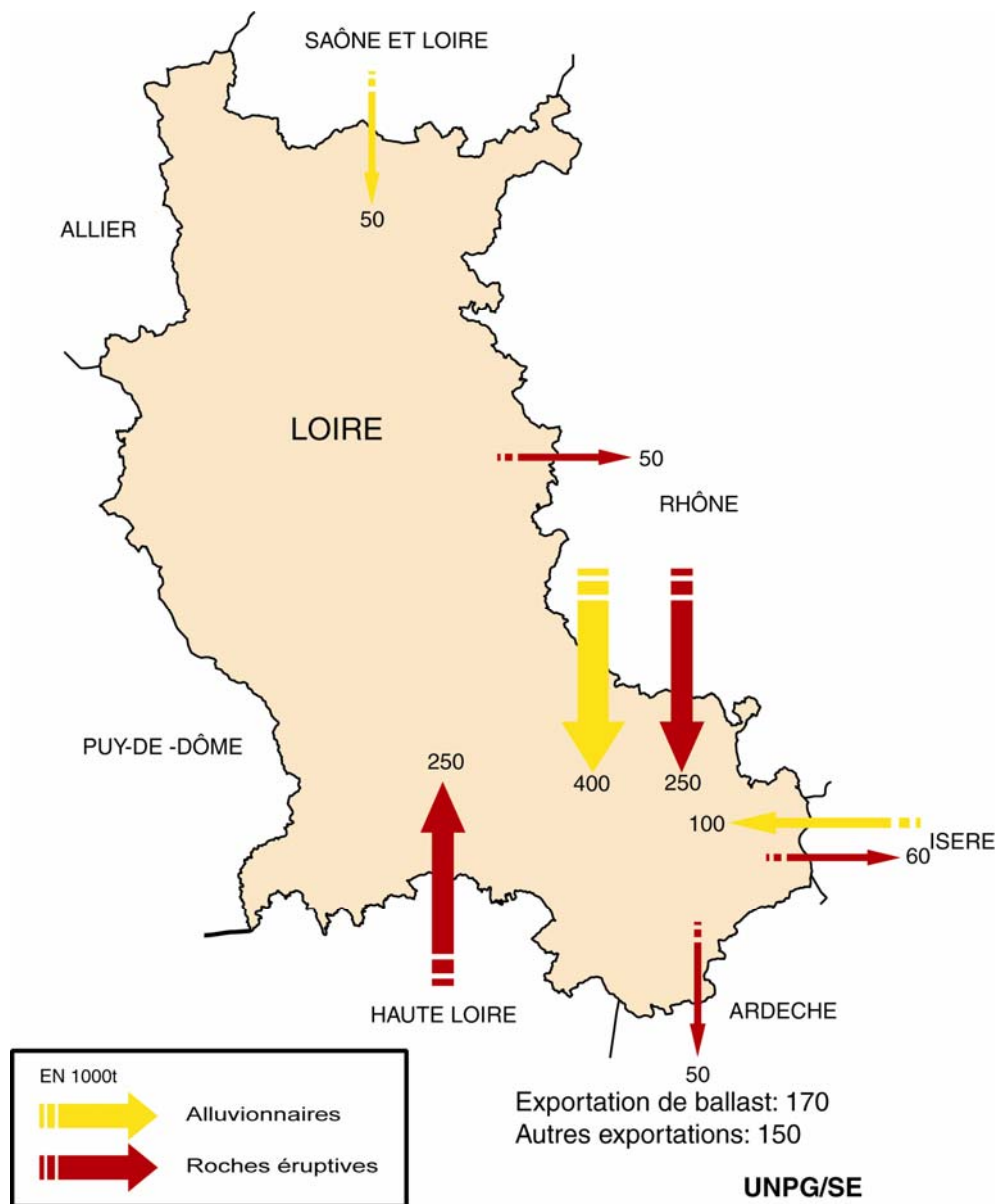 SAÔNE ET LOIRE
50
ALLIER
LOIRE
50
RHÔNE
PUY-DE -DÔME
250
400
250
100
ISERE
60
HAUTE LOIRE
ARDECHE
50
EN 1000t
Alluvionnaires
Roches éruptives
Exportation de ballast: 170
Autres exportations: 150
UNPG/SE